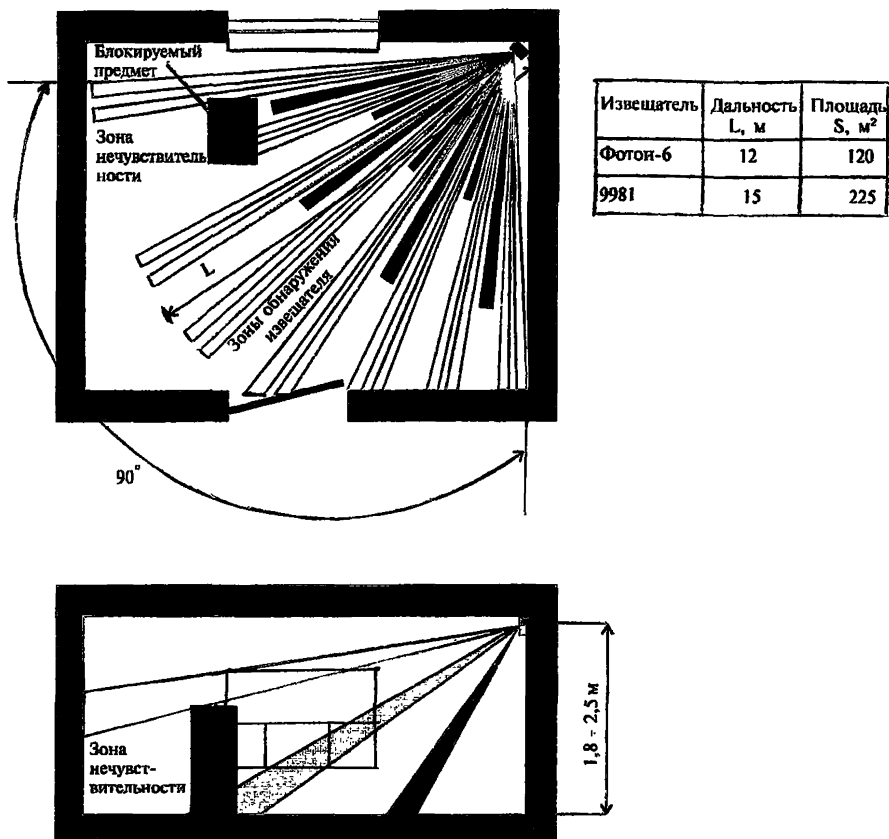 Блокируемый
предмет
Зона
нечувствитель
ности
L
Зоны обнаружения
извещателя
90°
Извещатель Дальность Площадь
L, м S, м²
Фотон-6 12 120
9981 15 225
Зона
нечувст-
вительности
1,8 ÷ 2,5 м